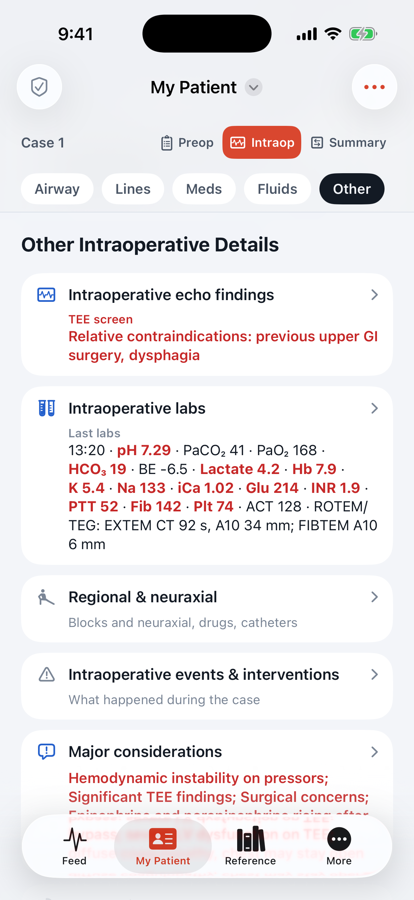 9:41
My Patient
Case 1
Preop
Intraop
Summary
Airway
Lines
Meds
Fluids
Other
Other Intraoperative Details
Intraoperative echo findings
TEE screen
Relative contraindications: previous upper GI
surgery, dysphagia
Intraoperative labs
Last labs
13:20 · pH 7.29 · PaCO₂ 41 · PaO₂ 168 ·
HCO₃ 19 · BE -6.5 · Lactate 4.2 · Hb 7.9 ·
K 5.4 · Na 133 · iCa 1.02 · Glu 214 · INR 1.9 ·
PTT 52 · Fib 142 · Plt 74 · ACT 128 · ROTEM/
TEG: EXTEM CT 92 s, A10 34 mm; FIBTEM A10
6 mm
Regional & neuraxial
Blocks and neuraxial, drugs, catheters
Intraoperative events & interventions
What happened during the case
Major considerations
Hemodynamic instability on pressors;
Significant TEE findings; Surgical concerns;
Epinephrine and norepinephrine rising after
Feed
My Patient
Reference
More